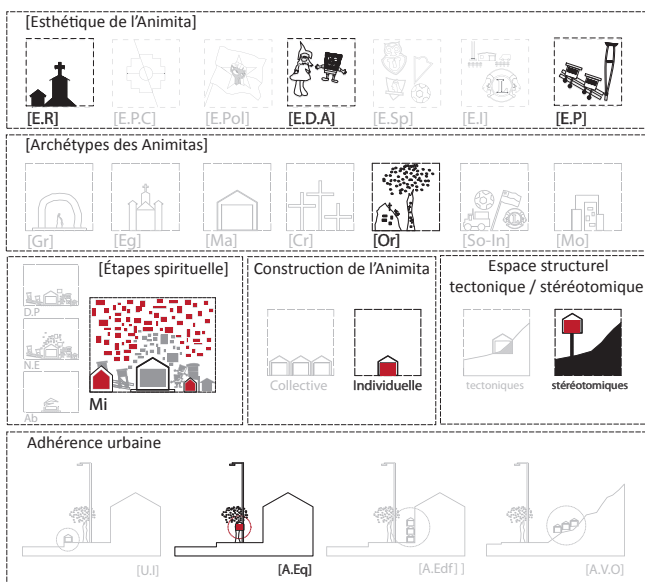 [Esthétique de l'Animita]
[E.R] [E.P.C] [E.Pol] [E.D.A] [E.Sp] [E.I] [E.P]
[Archétypes des Animitas]
[Gr] [Eg] [Ma] [Cr] [Or] [So-In] [Mo]
[Étapes spirituelle]
D.P
N.E
Ab
Mi
Construction de l'Animita
Collective Individuelle
Espace structurel
tectonique / stéréotomique
tectoniques stéréotomiques
Adhérence urbaine
[U.I] [A.Eq] [A.Edf] ] [A.V.O]